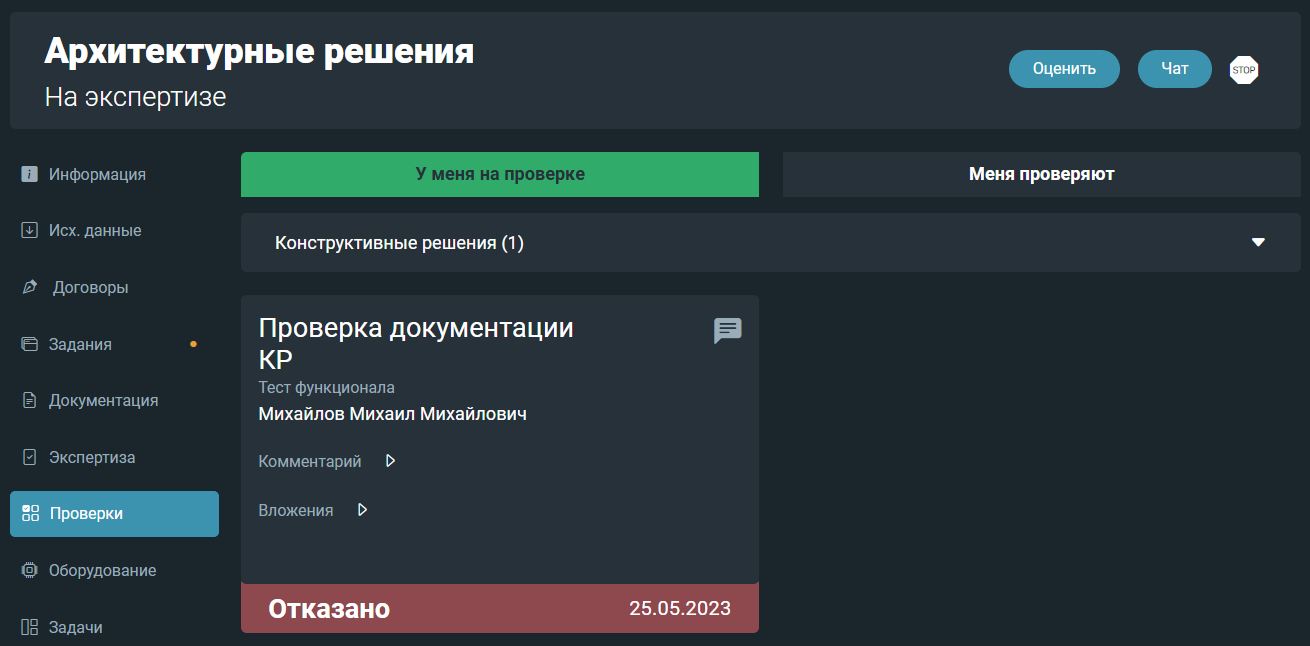 Архитектурные решения
На экспертизе
Оценить
Чат
STOP
Информация
Исх. данные
Договоры
Задания
Документация
Экспертиза
Проверки
Оборудование
Задачи
У меня на проверке
Меня проверяют
Конструктивные решения (1)
Проверка документации
КР
Тест функционала
Михайлов Михаил Михайлович
Комментарий
Вложения
Отказано
25.05.2023